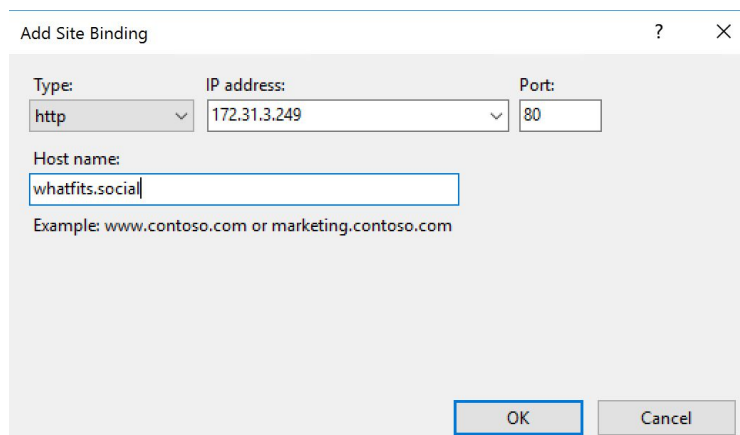 Add Site Binding ?
Type: IP address: Port:
http 172.31.3.249 80
Host name:
whatfits.social
Example: www.contoso.com or marketing.contoso.com
OK Cancel